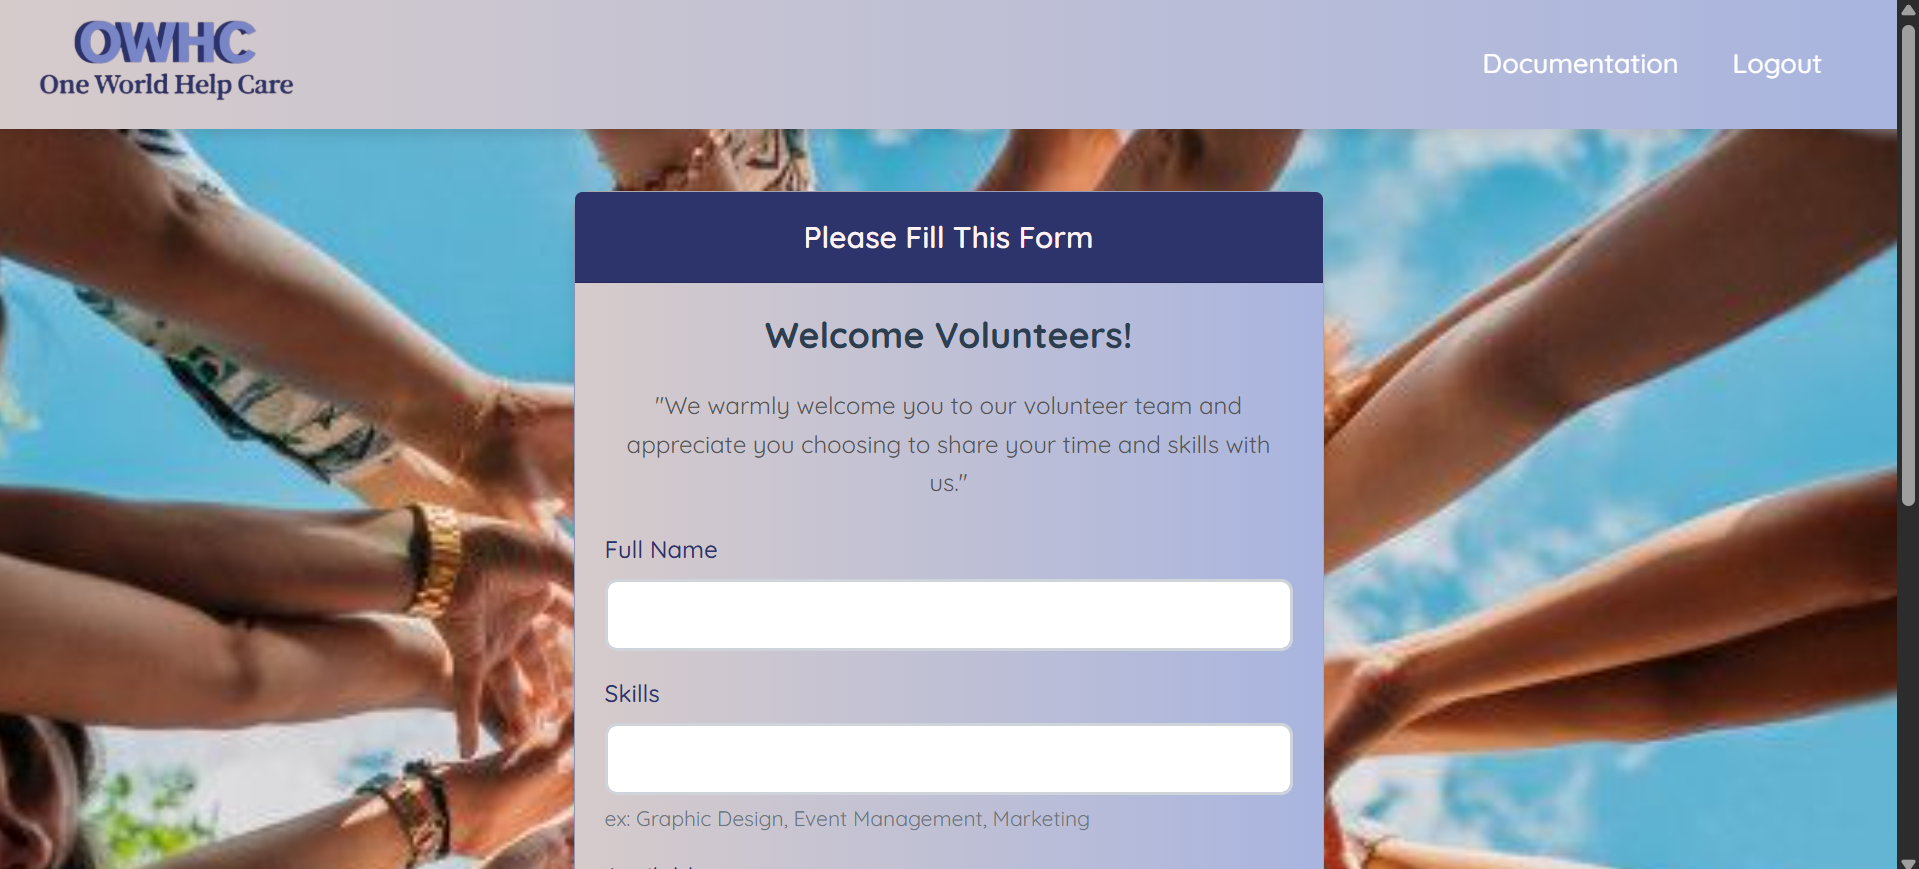 OWHC
One World Help Care
Documentation
Logout
Please Fill This Form
Welcome Volunteers!
"We warmly welcome you to our volunteer team and
appreciate you choosing to share your time and skills with
us."
Full Name
Skills
ex: Graphic Design, Event Management, Marketing